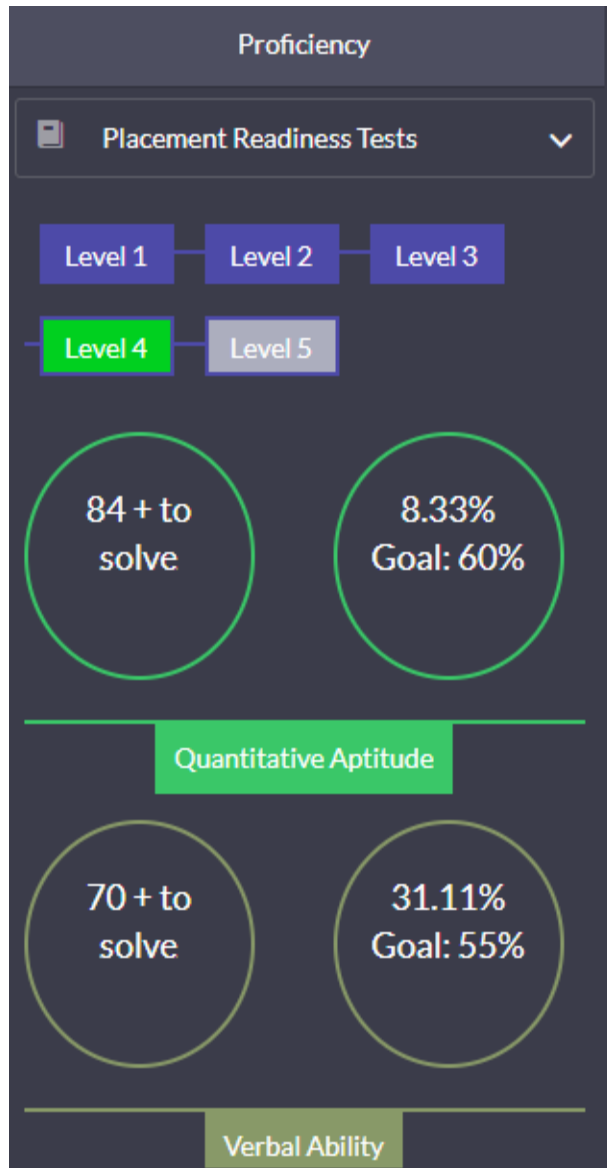 Proficiency
Placement Readiness Tests
Level 1
Level 2
Level 3
Level 4
Level 5
84 + to
solve
8.33%
Goal: 60%
Quantitative Aptitude
70 + to
solve
31.11%
Goal: 55%
Verbal Ability